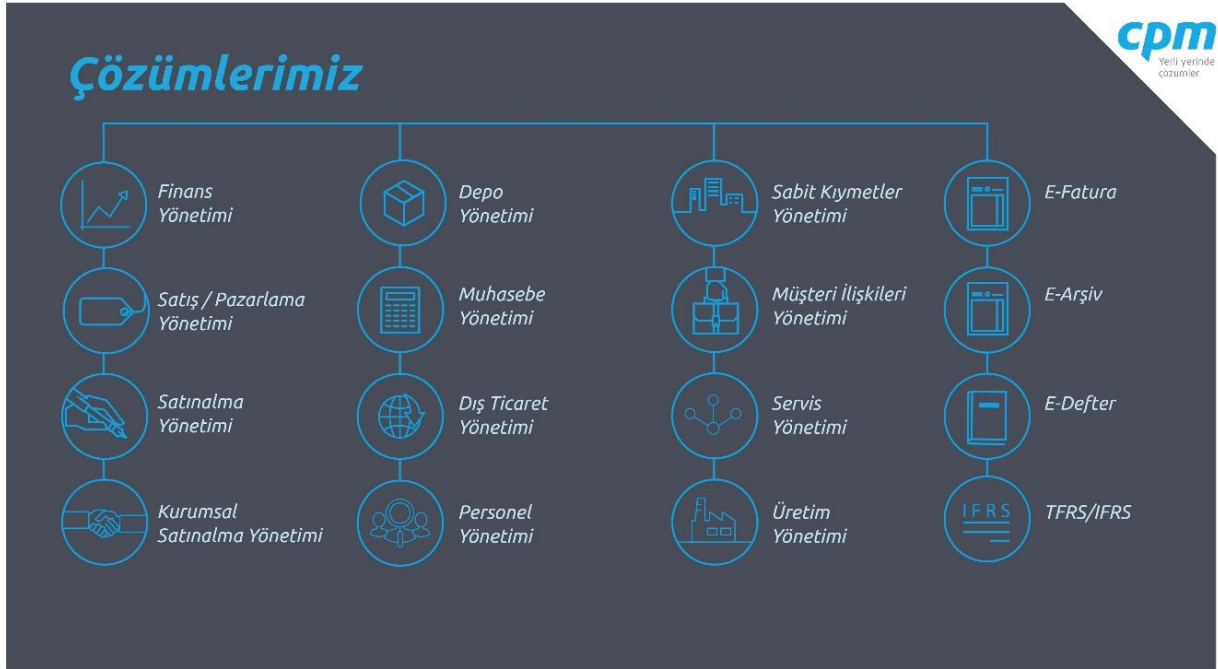 cpm
Yerli yerinde
çözümler
Çözümlerimiz
Finans
Yönetimi
Satış / Pazarlama
Yönetimi
Satınalma
Yönetimi
Kurumsal
Satınalma Yönetimi
Depo
Yönetimi
Muhasebe
Yönetimi
Dış Ticaret
Yönetimi
Personel
Yönetimi
Sabit Kıymetler
Yönetimi
Müşteri İlişkileri
Yönetimi
Servis
Yönetimi
Üretim
Yönetimi
E-Fatura
E-Arşiv
E-Defter
IFRS
TFRS/IFRS